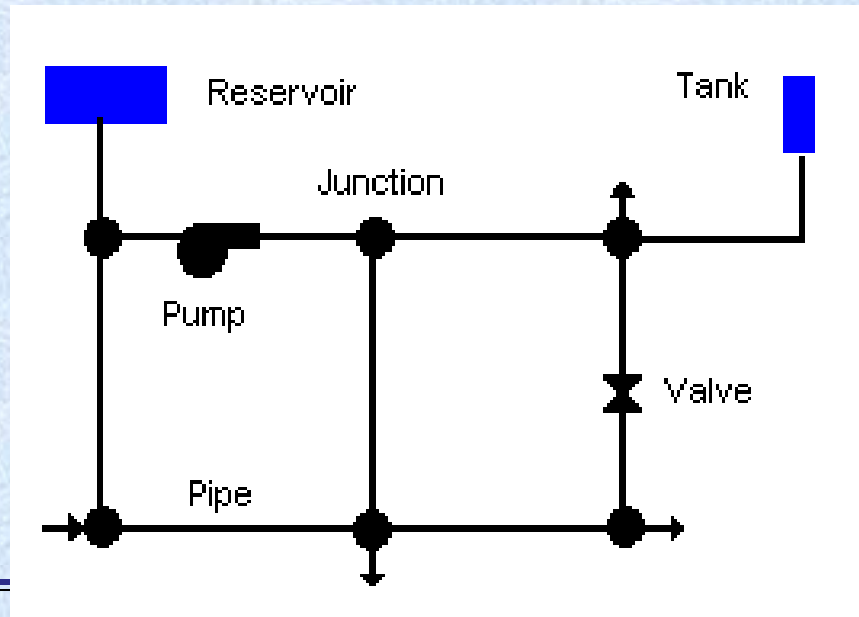 Reservoir
Tank
Junction
Pump
Valve
Pipe